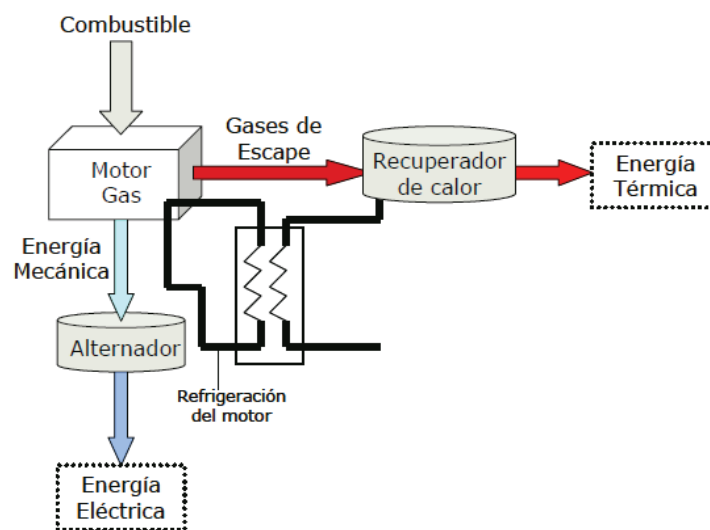 Combustible
Gases de
Escape
Motor
Gas
Recuperador
de calor
Energía
Térmica
Energía
Mecánica
Alternador
Refrigeración
del motor
Energía
Eléctrica